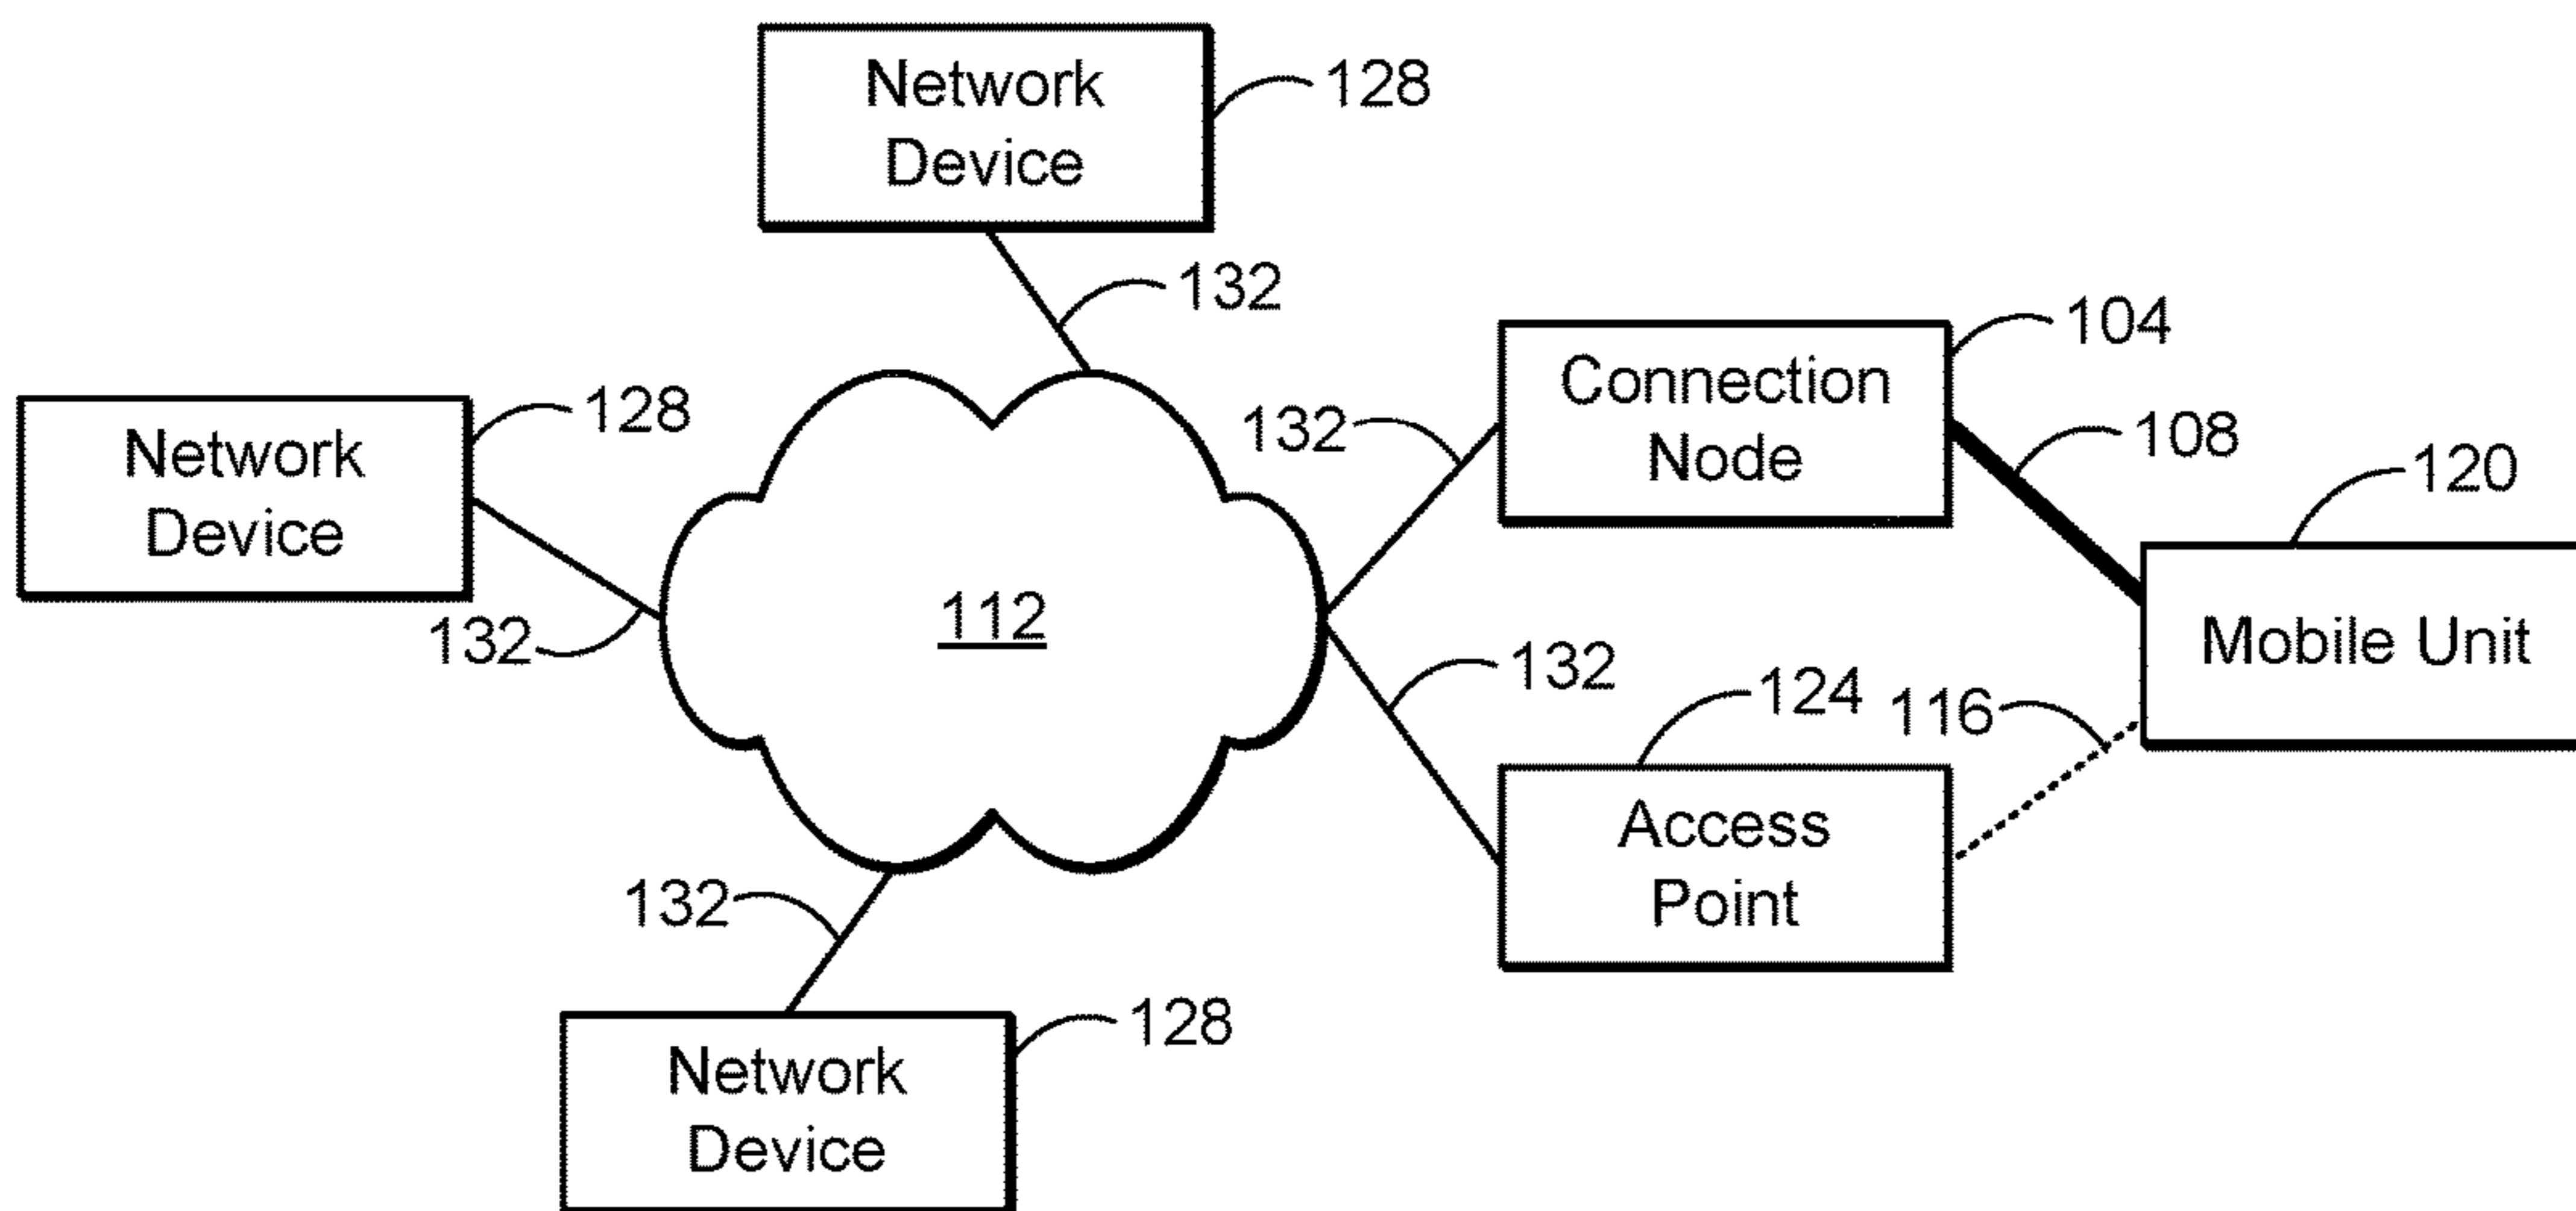 Network
Device
128
132
Network
Device
128
132
112
132
Connection
Node
104
108
120
Mobile Unit
132
124
116
Access
Point
132
Network
Device
128